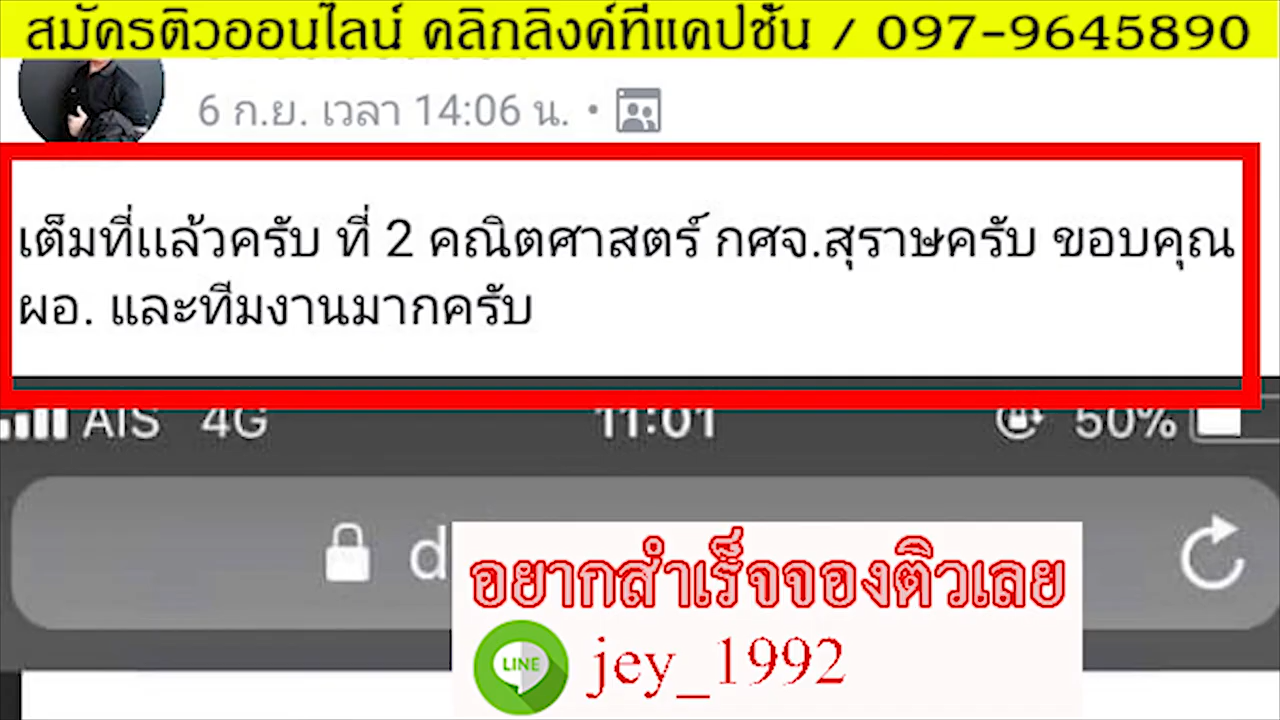 สมัครติวออนไลน์ คลิกลิงค์ที่แคปชั่น / 097-9645890
6 ก.ย. เวลา 14:06 น. •
เต็มที่แล้วครับ ที่ 2 คณิตศาสตร์ กศจ.สุราษครับ ขอบคุณ
ผอ. และทีมงานมากครับ
AIS 4G 11:01 50%
d
อยากสำเร็จจองติวเลย
LINE jey_1992